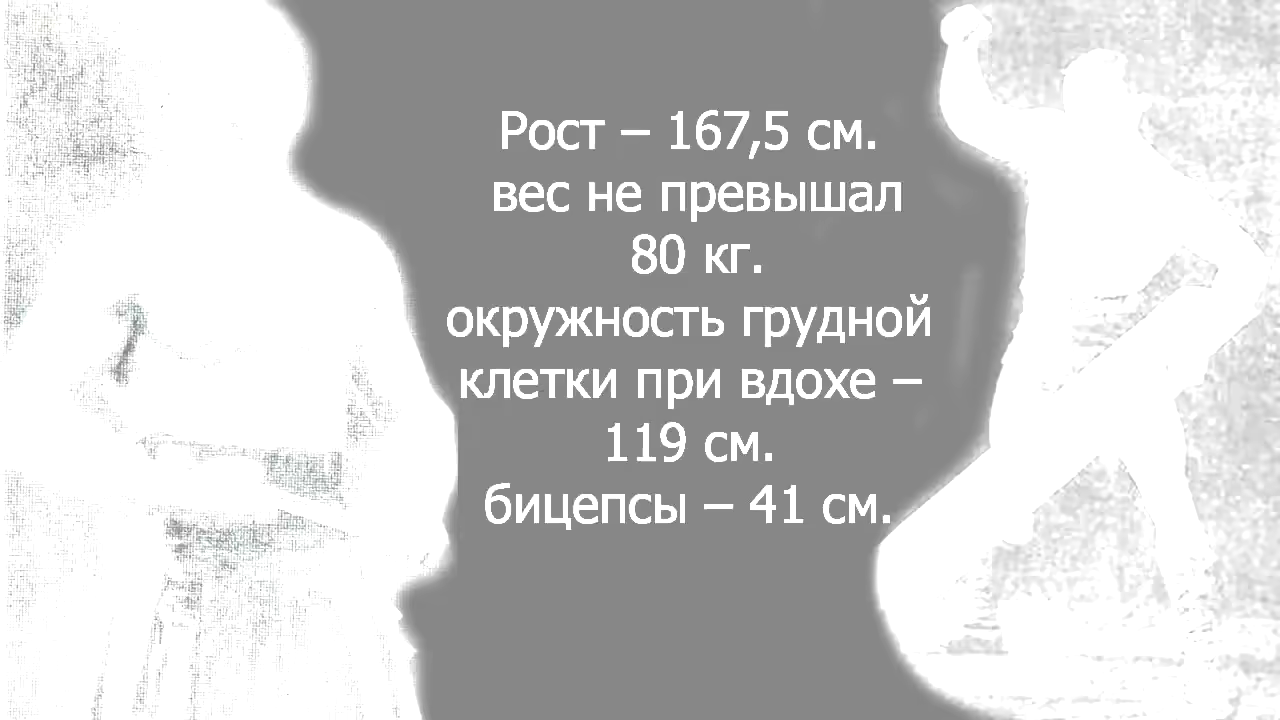 Рост – 167,5 см.
вес не превышал
80 кг.
окружность грудной
клетки при вдохе –
119 см.
бицепсы – 41 см.